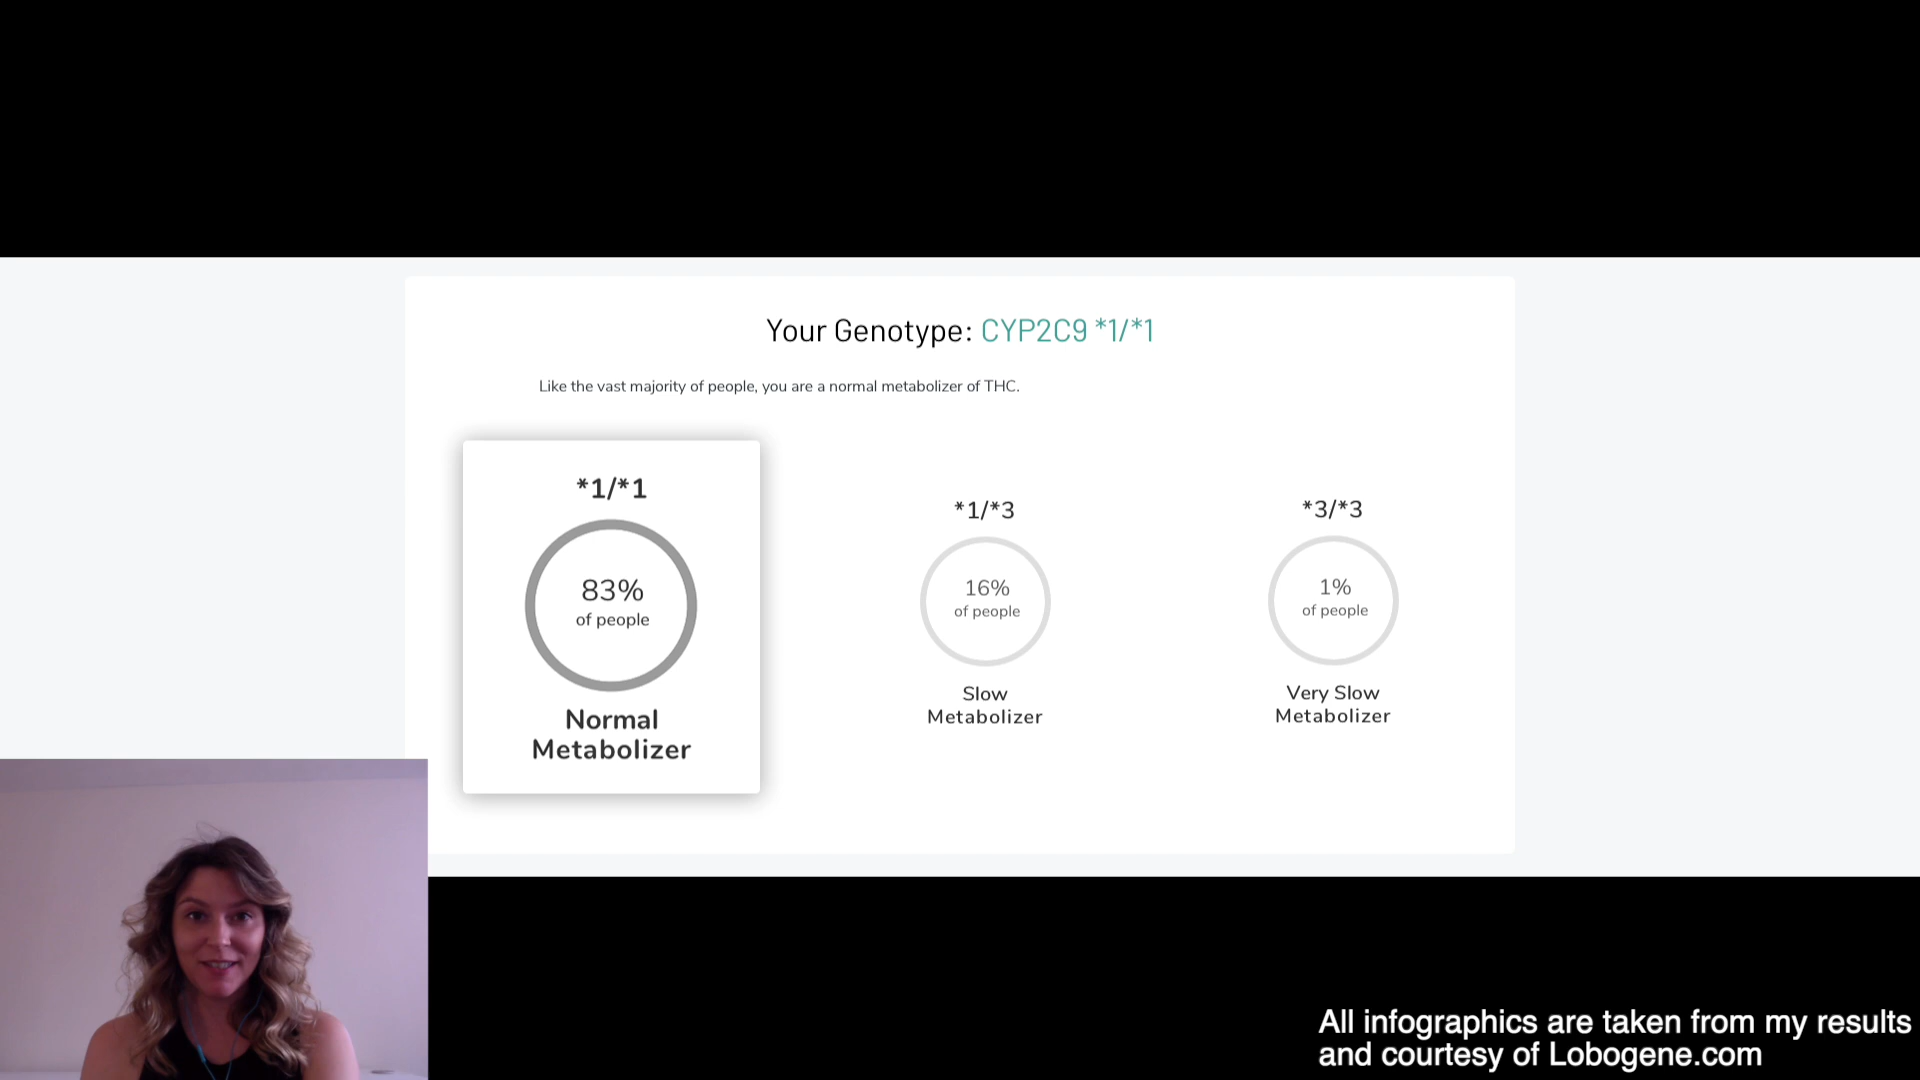 Your Genotype: CYP2C9 *1/*1
Like the vast majority of people, you are a normal metabolizer of THC.
*1/*1
83%
of people
Normal
Metabolizer
*1/*3
16%
of people
Slow
Metabolizer
*3/*3
1%
of people
Very Slow
Metabolizer
All infographics are taken from my results
and courtesy of Lobogene.com